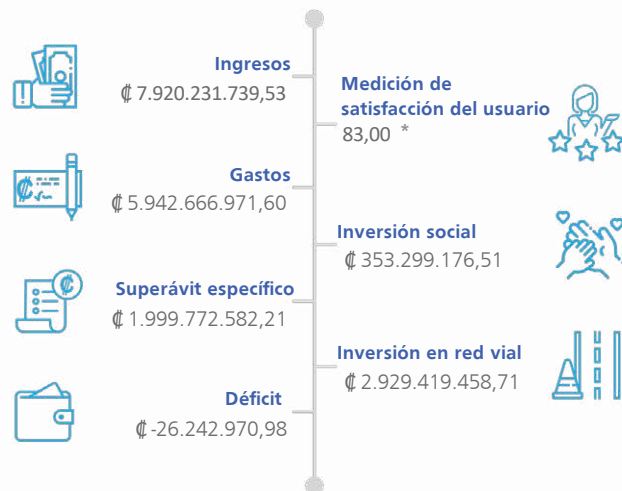 Ingresos
₡ 7.920.231.739,53
Medición de
satisfacción del usuario
83,00 *
Gastos
₡ 5.942.666.971,60
Inversión social
₡ 353.299.176,51
Superávit específico
₡ 1.999.772.582,21
Inversión en red vial
₡ 2.929.419.458,71
Déficit
₡ -26.242.970,98